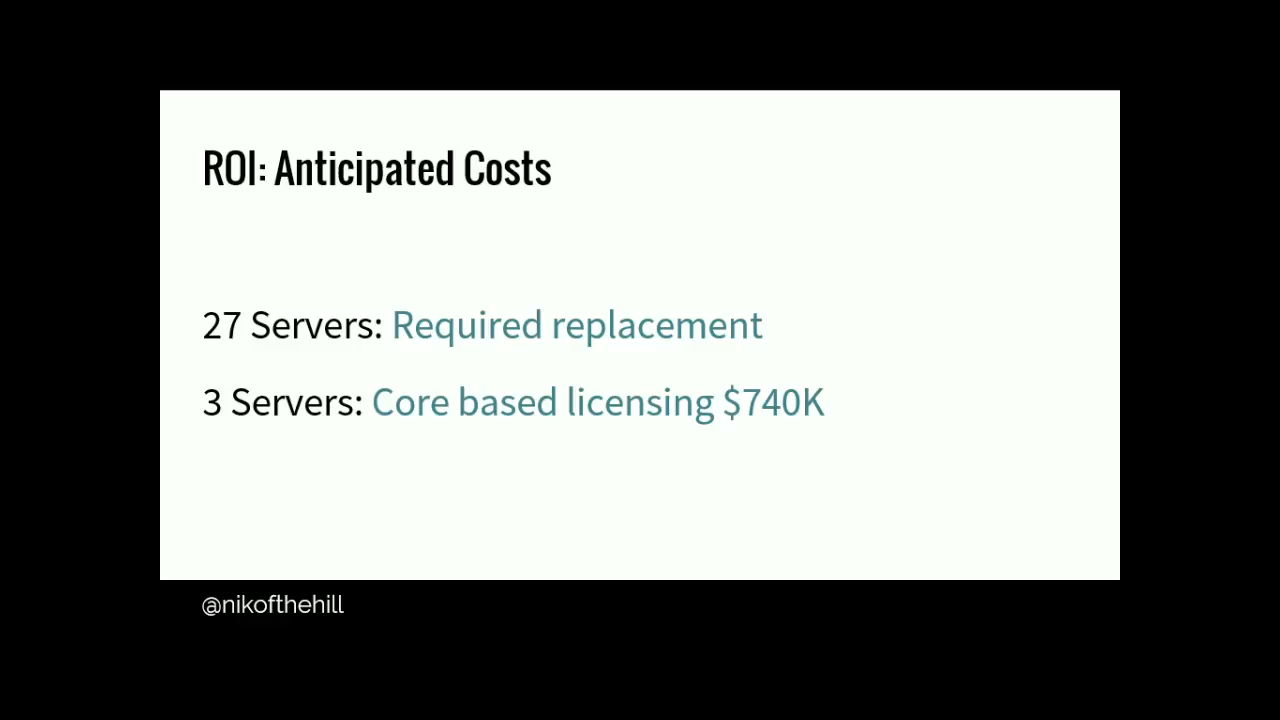 ROI: Anticipated Costs
27 Servers: Required replacement
3 Servers: Core based licensing $740K
@nikofthehill